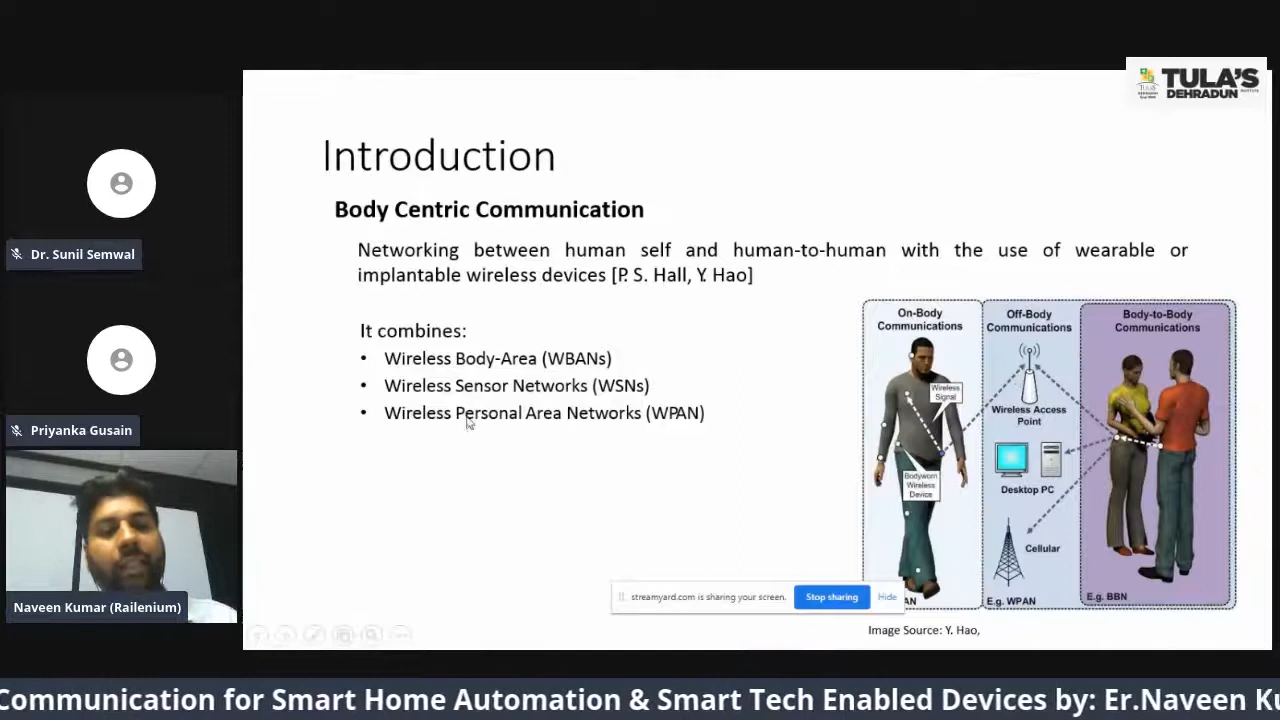 TULA'S
DEHRADUN
Introduction
Body Centric Communication
Networking between human self and human-to-human with the use of wearable or
implantable wireless devices [P. S. Hall, Y. Hao]
It combines:
• Wireless Body-Area (WBANs)
• Wireless Sensor Networks (WSNs)
• Wireless Personal Area Networks (WPAN)
On-Body
Communications
Off-Body
Communications
Body-to-Body
Communications
Wireless
Signal
Wireless Access
Point
Bodyworn
Wireless
Device
Desktop PC
Cellular
AN
E.g. WPAN
E.g. BBN
Image Source: Y. Hao,
streamyard.com is sharing your screen.
Stop sharing
Hide
Dr. Sunil Semwal
Priyanka Gusain
Naveen Kumar (Railenium)
Communication for Smart Home Automation & Smart Tech Enabled Devices by: Er.Naveen Ku